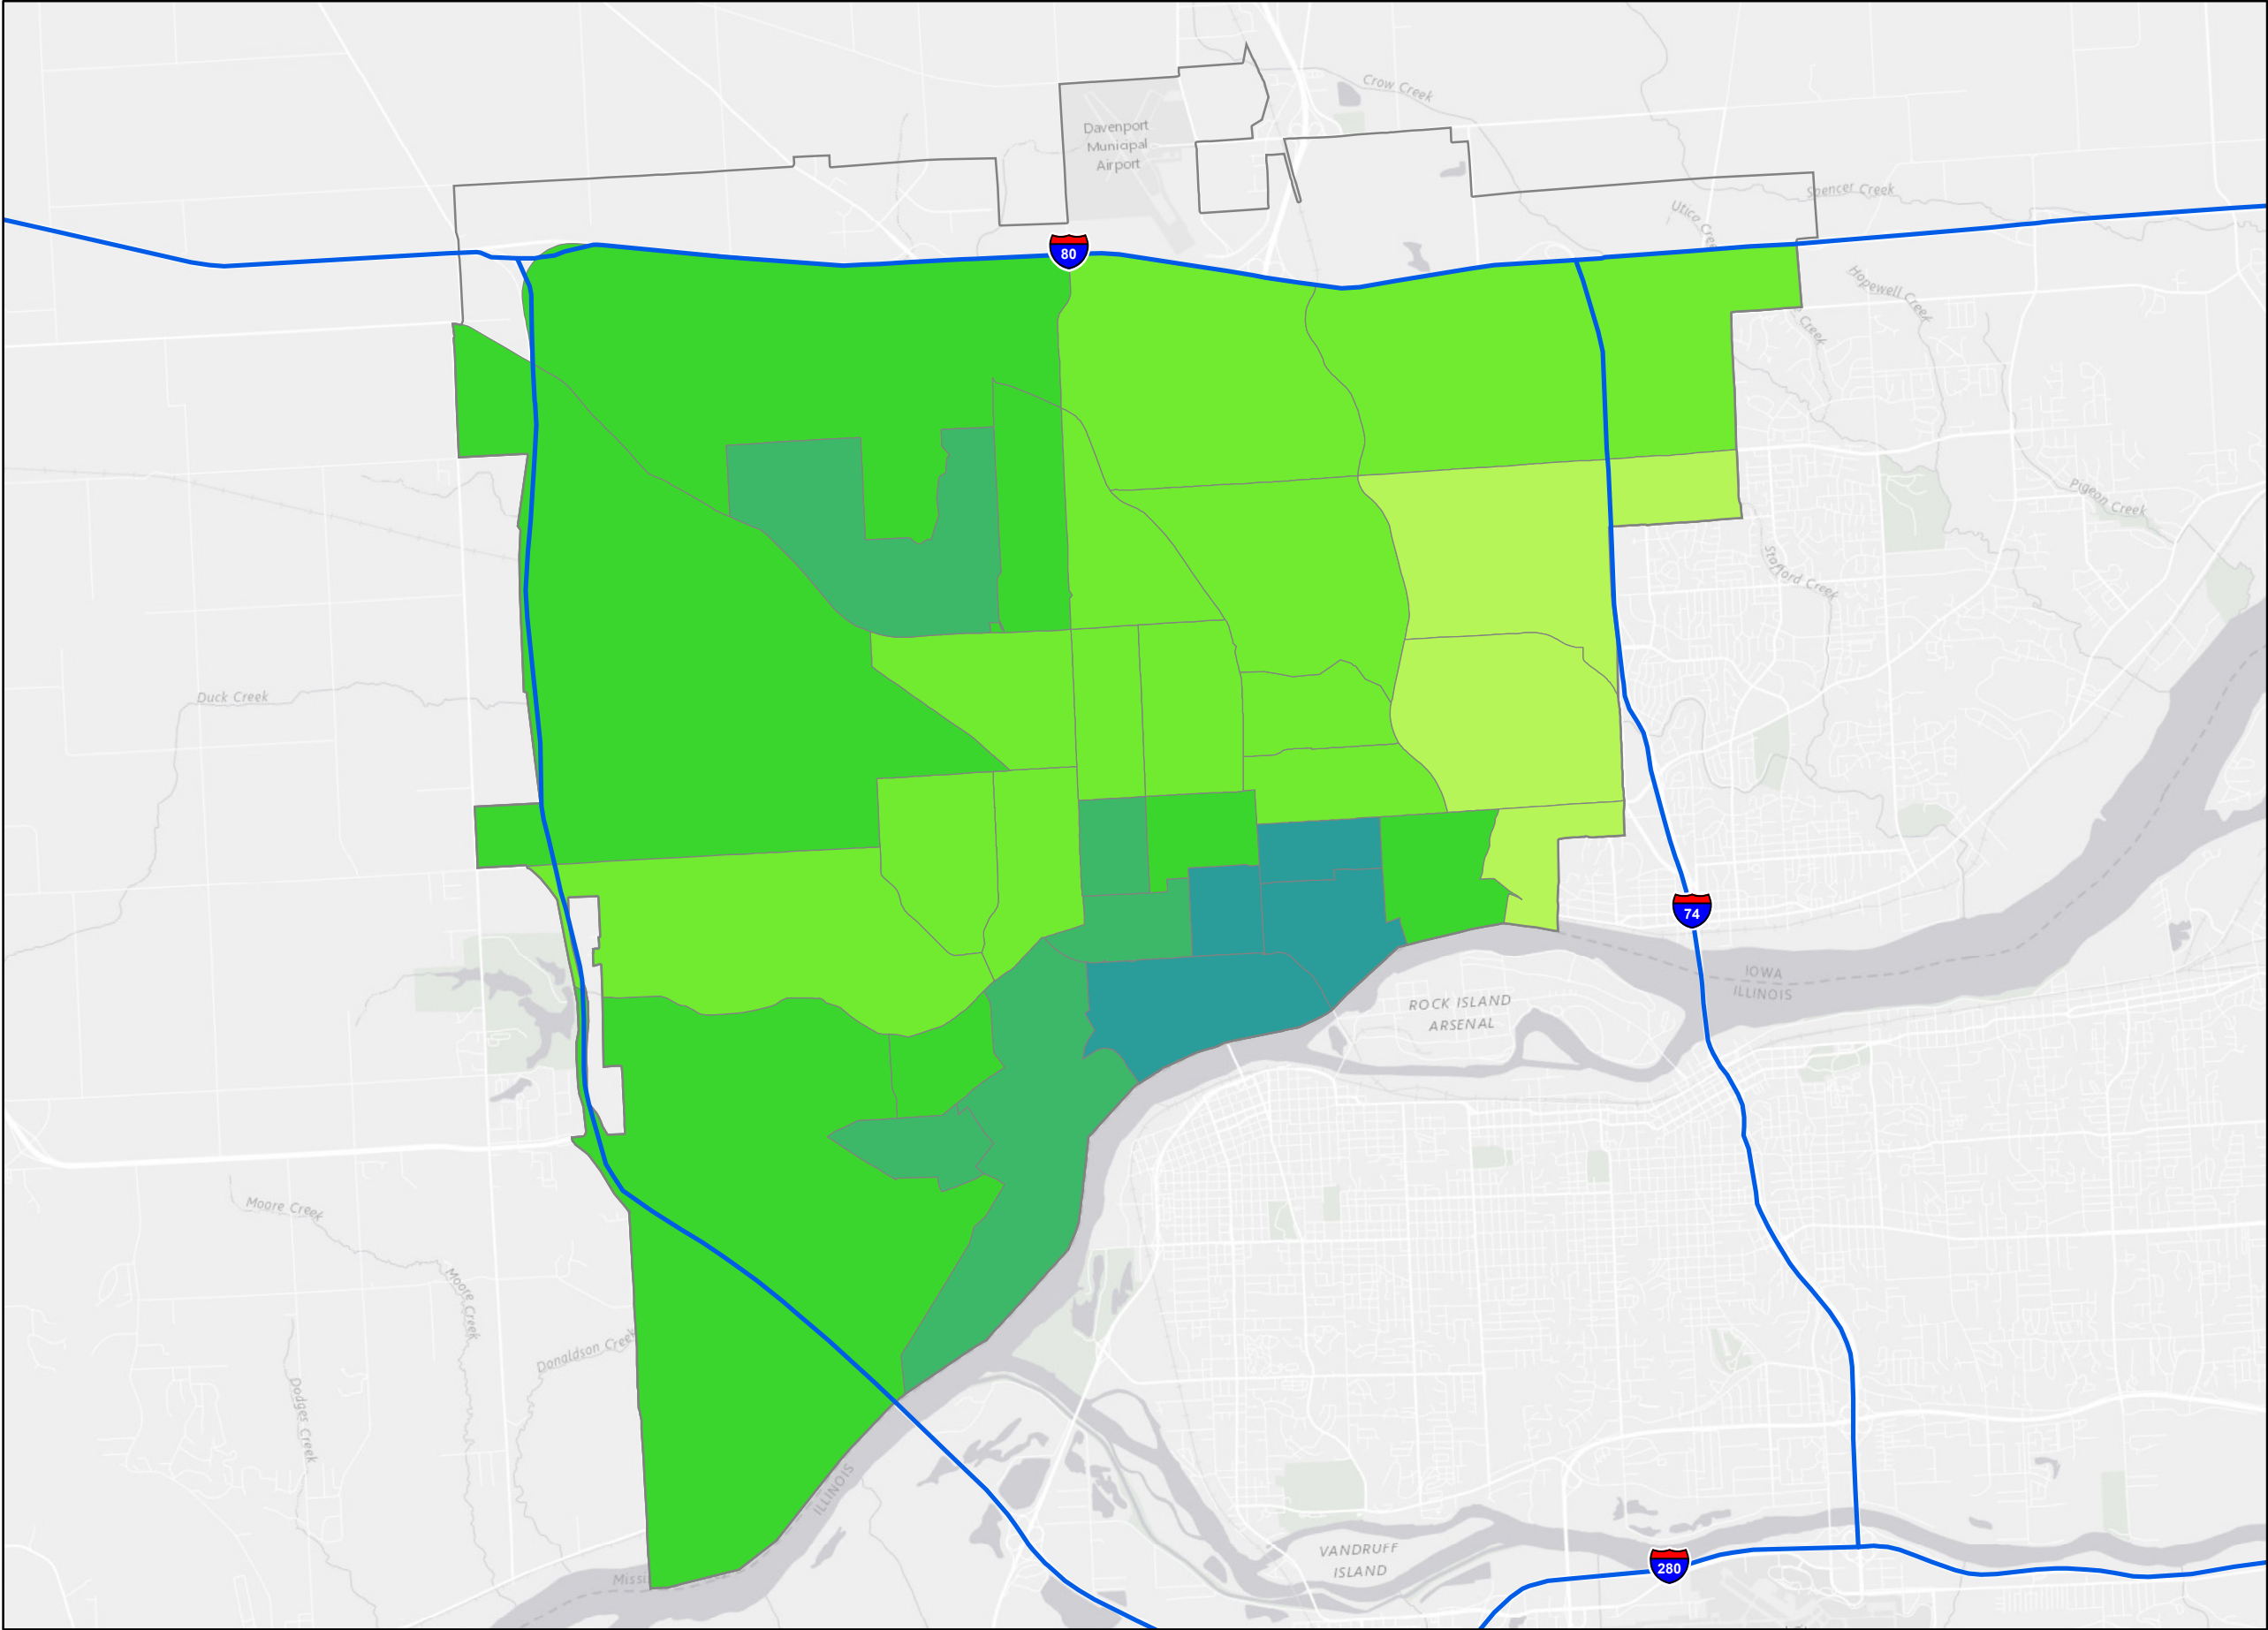 Crow Creek
Davenport
Municipal
Airport
Spencer Creek
Utica Cree
80
Hopewell Creek
Creek
Pigeon Creek
Stafford Creek
Duck Creek
74
IOWA
ILLINOIS
ROCK ISLAND
ARSENAL
Moore Creek
Moore Creek
Donaldson Creek
Dodges Creek
ILLINOIS
VANDRUFF
ISLAND
280
Missi